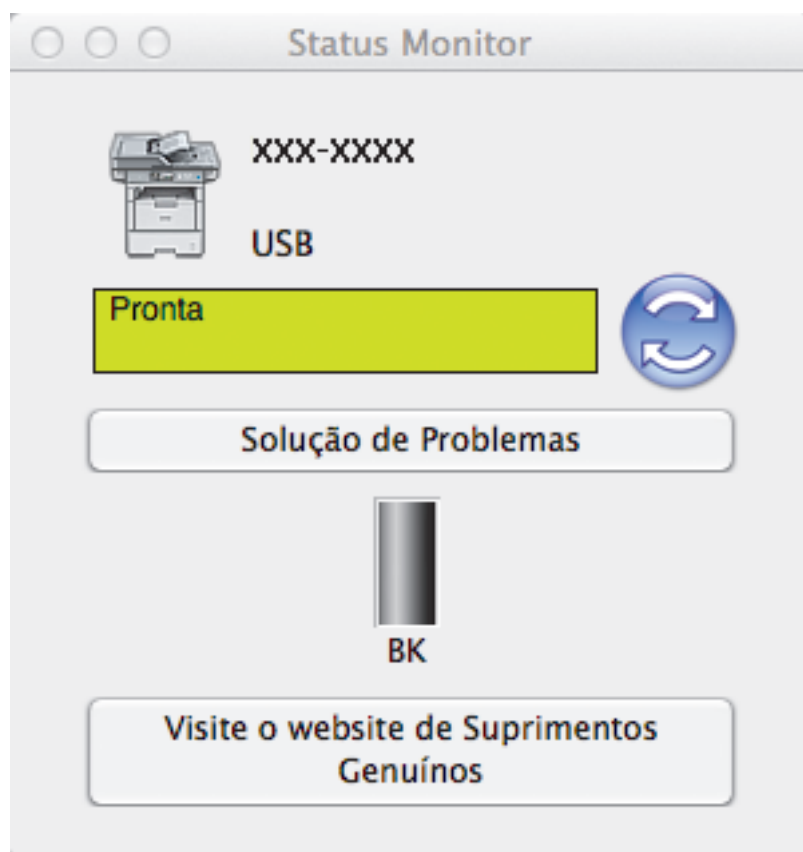 Status Monitor
XXX-XXXX
USB
Pronta
Solução de Problemas
BK
Visite o website de Suprimentos
Genuínos